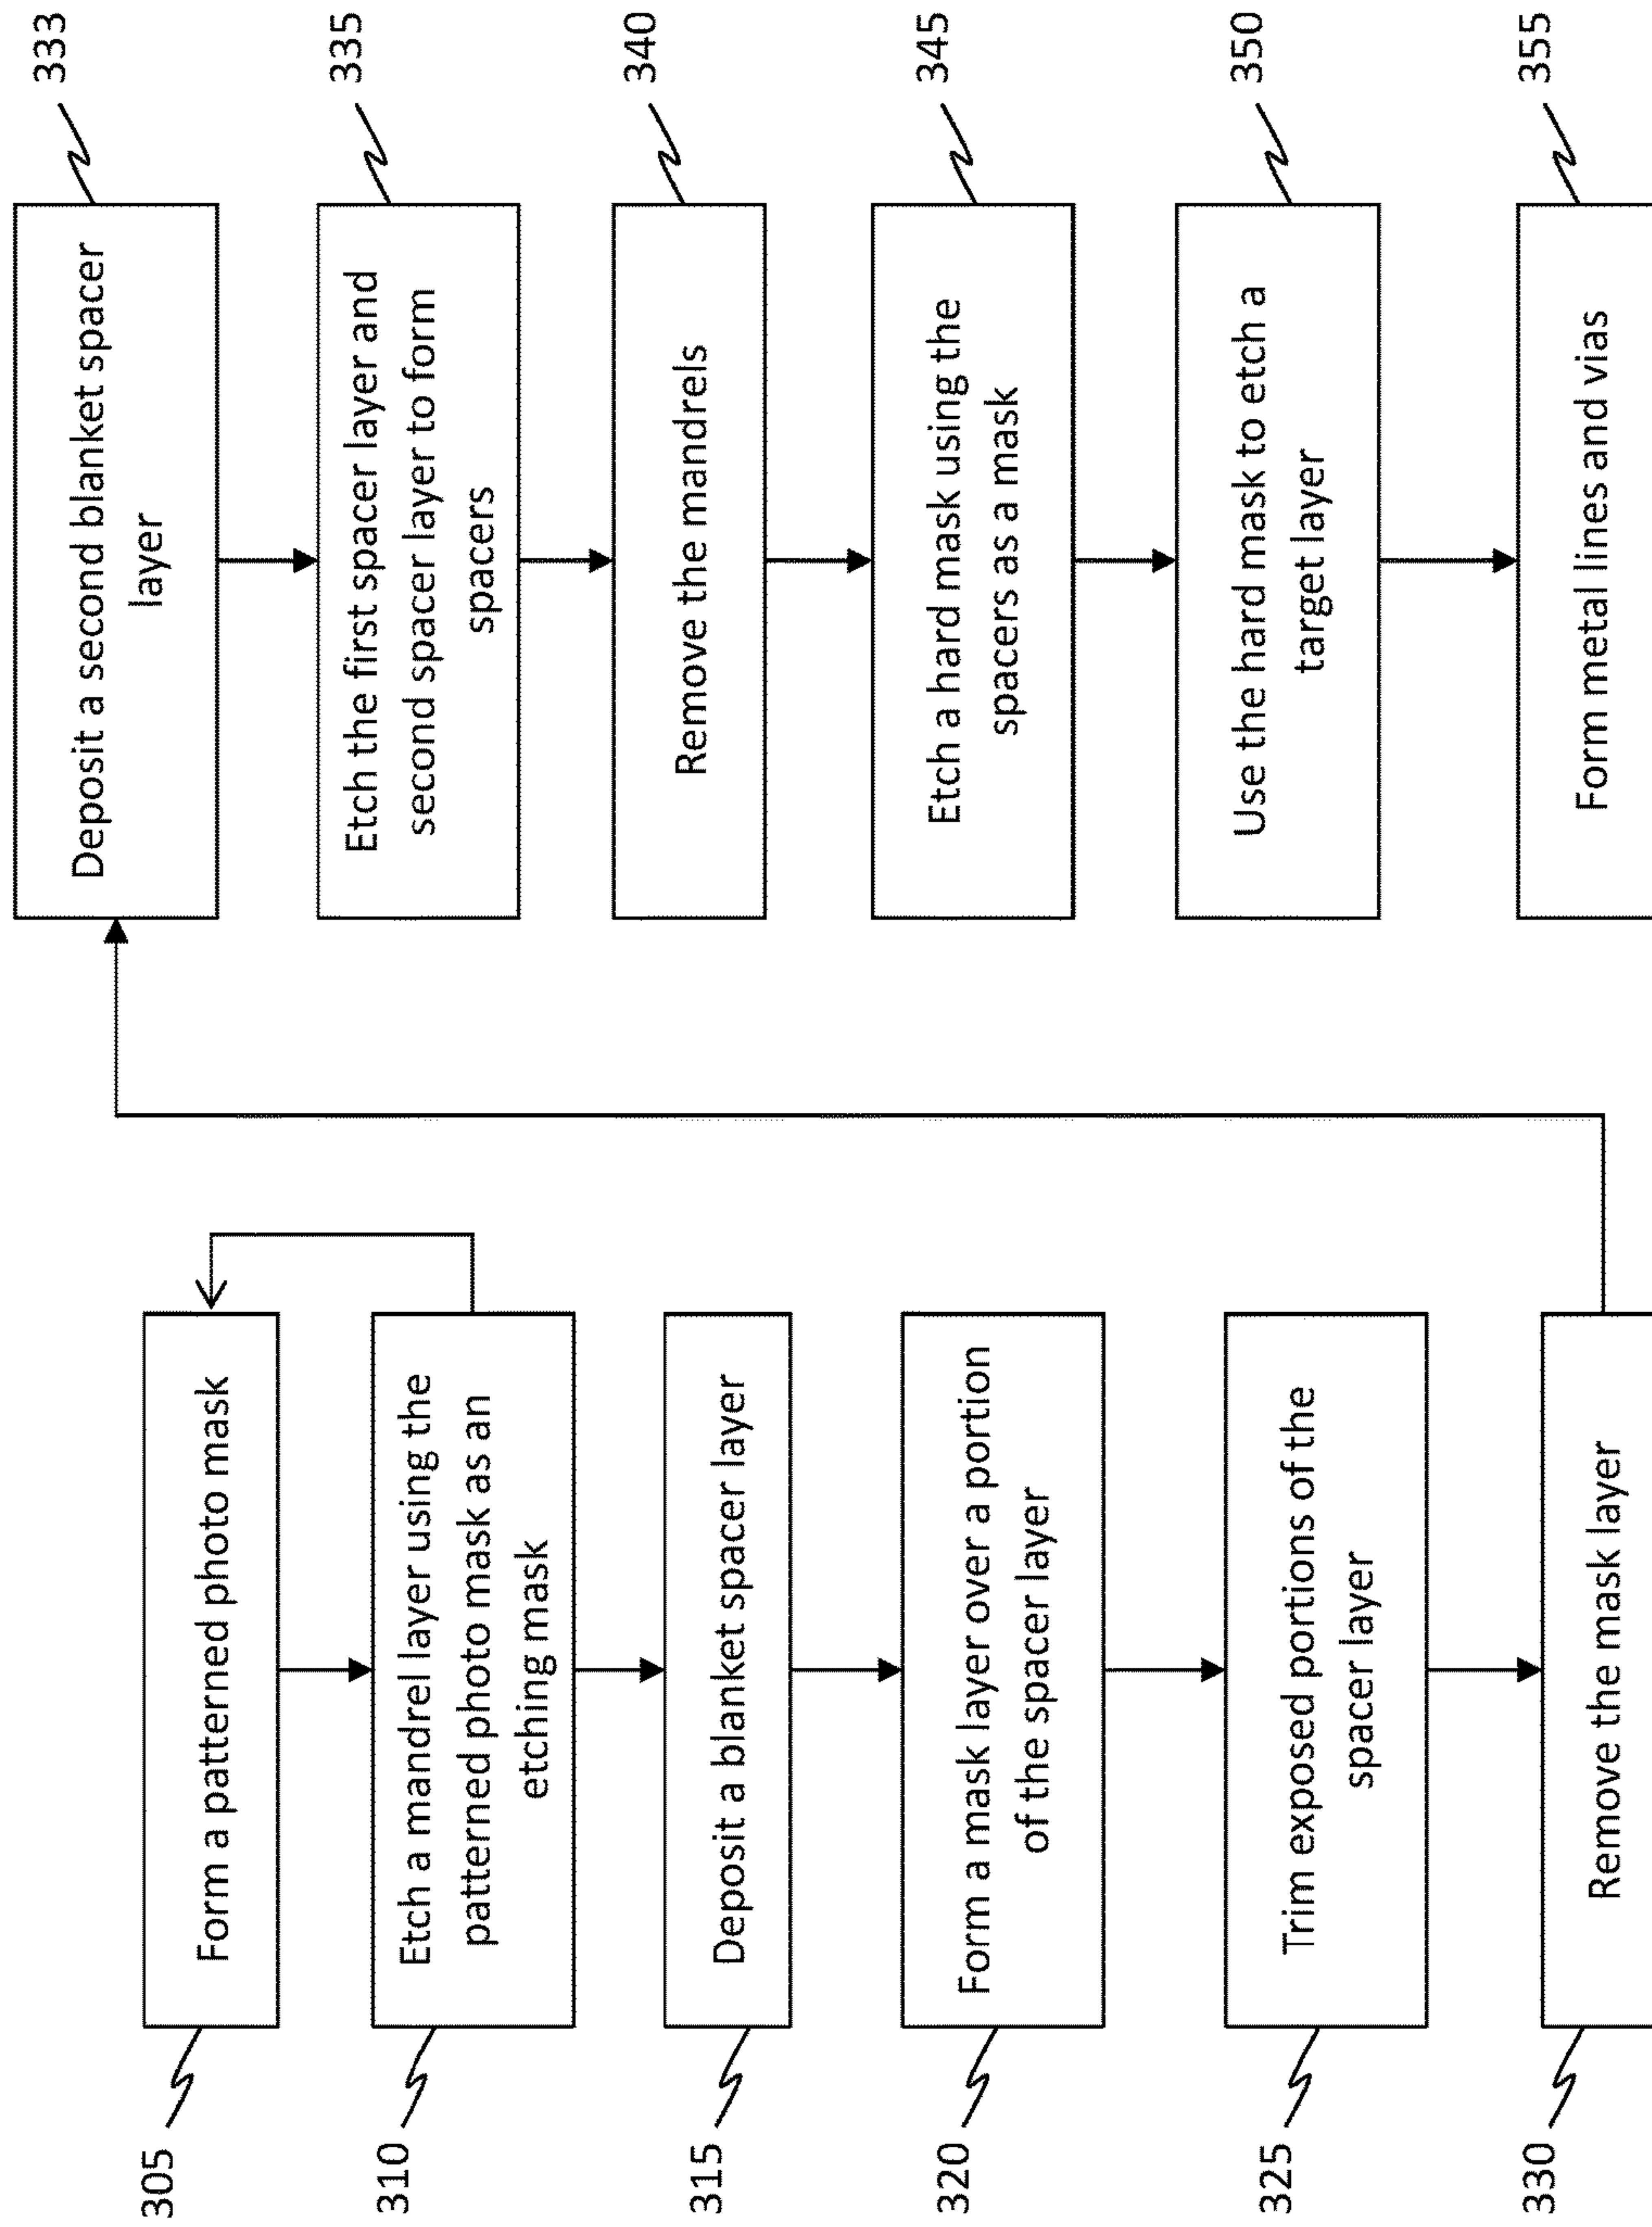 305
Form a patterned photo mask
310
Etch a mandrel layer using the
patterned photo mask as an
etching mask
315
Deposit a blanket spacer layer
320
Form a mask layer over a portion
of the spacer layer
325
Trim exposed portions of the
spacer layer
330
Remove the mask layer
333
Deposit a second blanket spacer
layer
335
Etch the first spacer layer and
second spacer layer to form
spacers
340
Remove the mandrels
345
Etch a hard mask using the
spacers as a mask
350
Use the hard mask to etch a
target layer
355
Form metal lines and vias